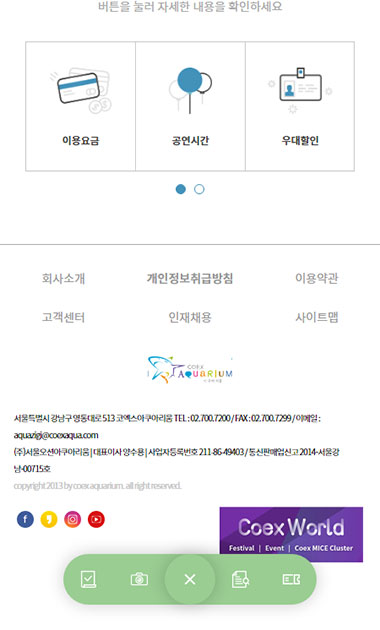 버튼을 눌러 자세한 내용을 확인하세요
이용요금 공연시간 우대할인
회사소개 개인정보취급방침 이용약관
고객센터 인재채용 사이트맵
COEX
AQUARIUM
서울특별시 강남구 영동대로 513 코엑스아쿠아리움 TEL : 02.700.7200 / FAX : 02.700.7299 / 이메일 :
aquazigi@coexaqua.com
(주)서울오션아쿠아리움 | 대표이사 양수용 | 사업자등록번호 211-86-49403 / 통신판매업신고 2014-서울강
남-00715호
copyright 2013 by coex aquarium. all right reserved.
Coex World
Festival | Event | Coex MICE Cluster